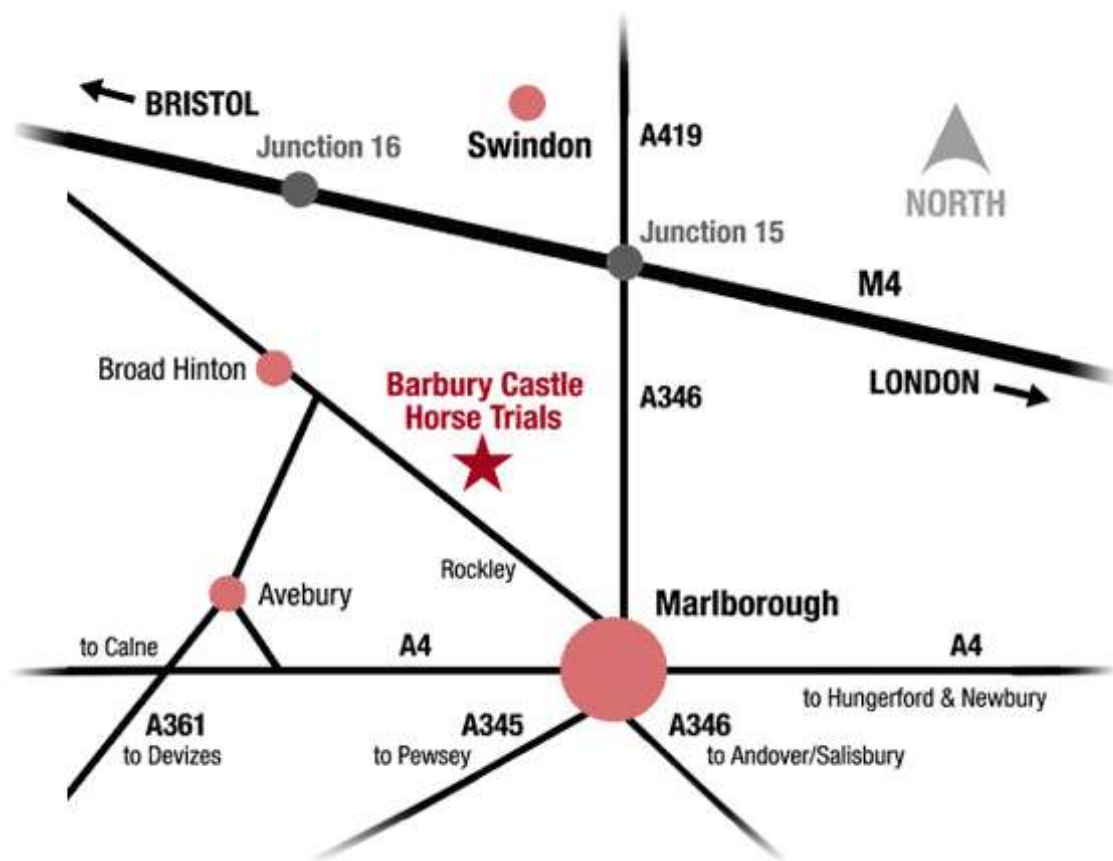 BRISTOL
Swindon
A419
Junction 16
NORTH
Junction 15
M4
Broad Hinton
Barbury Castle
Horse Trials
A346
LONDON
Rockley
Avebury
Marlborough
to Calne
A4
A4
to Hungerford & Newbury
A361
to Devizes
A345
to Pewsey
A346
to Andover/Salisbury